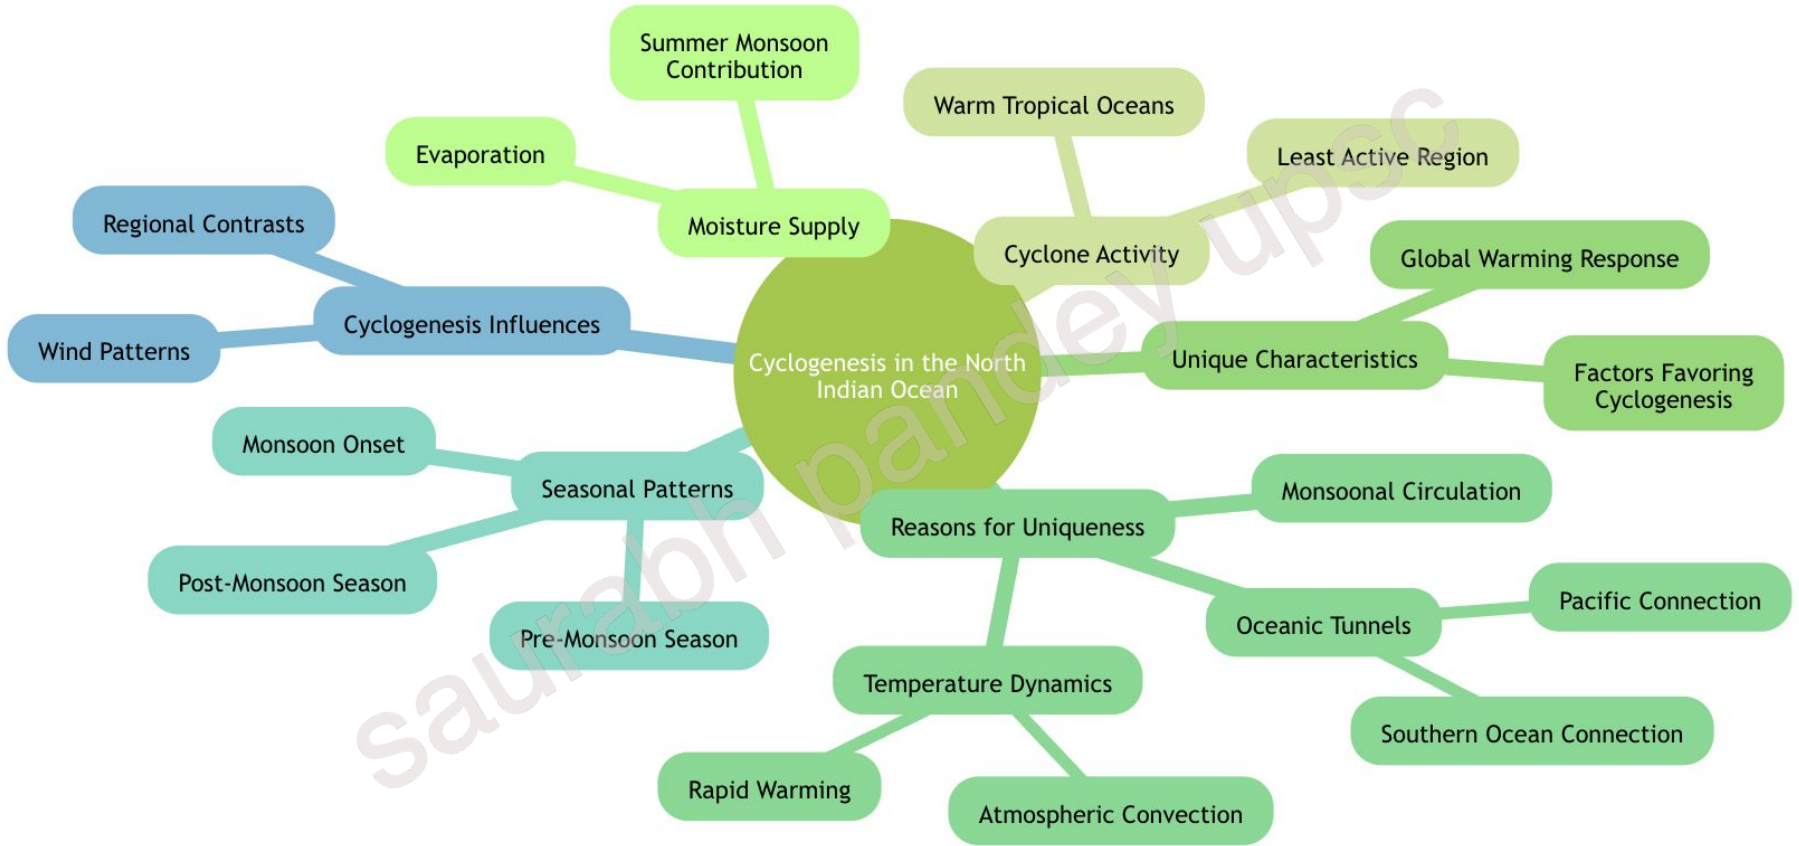 Summer Monsoon
Contribution
Warm Tropical Oceans
Evaporation
Least Active Region
Regional Contrasts
Moisture Supply
Cyclone Activity
Global Warming Response
Wind Patterns
Cyclogenesis Influences
Cyclogenesis in the North
Indian Ocean
Unique Characteristics
Factors Favoring
Cyclogenesis
Monsoon Onset
Seasonal Patterns
Monsoonal Circulation
Reasons for Uniqueness
Post-Monsoon Season
Pre-Monsoon Season
Oceanic Tunnels
Pacific Connection
Temperature Dynamics
Southern Ocean Connection
Rapid Warming
Atmospheric Convection
saurabh pandey upsc